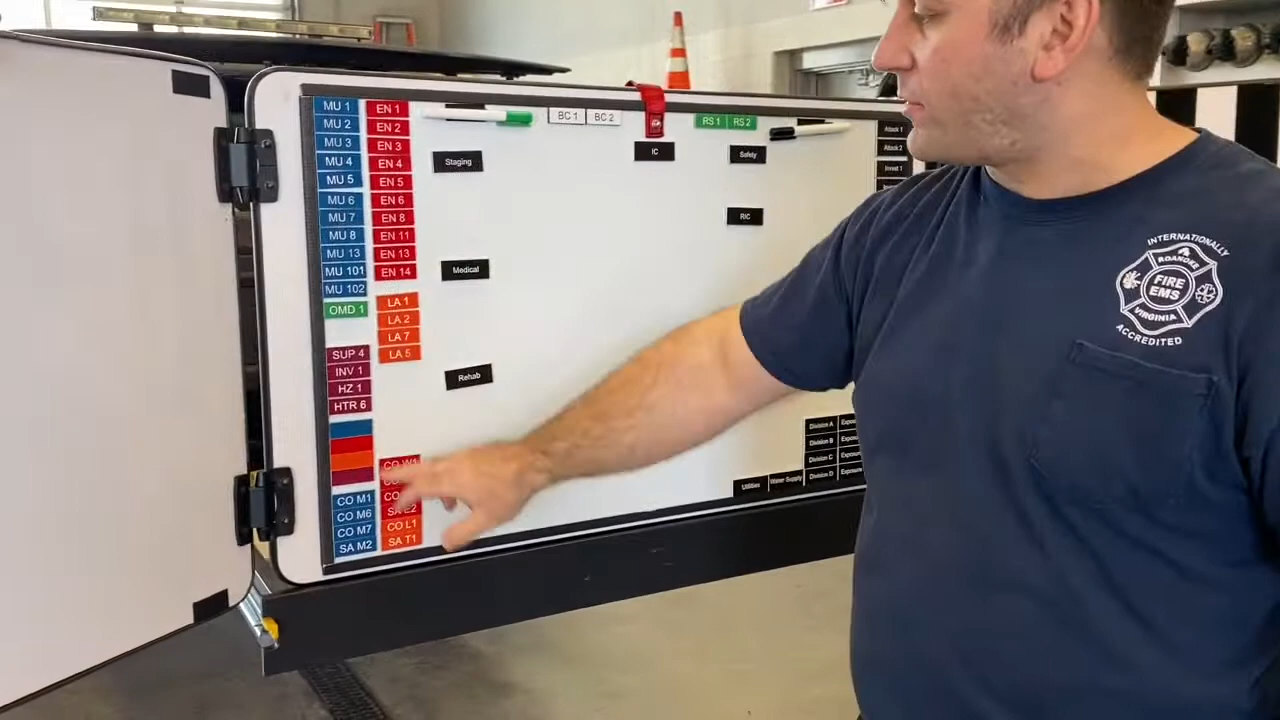 MU 1
MU 2
MU 3
MU 4
MU 5
MU 6
MU 7
MU 8
MU 13
MU 101
MU 102
OMD 1
SUP 4
INV 1
HZ 1
HTR 6
CO M1
CO M6
CO M7
SA M2
EN 1
EN 2
EN 3
EN 4
EN 5
EN 6
EN 8
EN 11
EN 13
EN 14
LA 1
LA 2
LA 7
LA 5
CO W1
CO L1
SA T1
Staging
Medical
Rehab
BC 1 BC 2
IC
RS 1 RS 2
Safety
RIC
Attack 1
Attack 2
Invest 1
Utilities Water Supply
Division A
Division B
Division C
Division D
INTERNATIONALLY
ROANOKE
FIRE
EMS
VIRGINIA
ACCREDITED